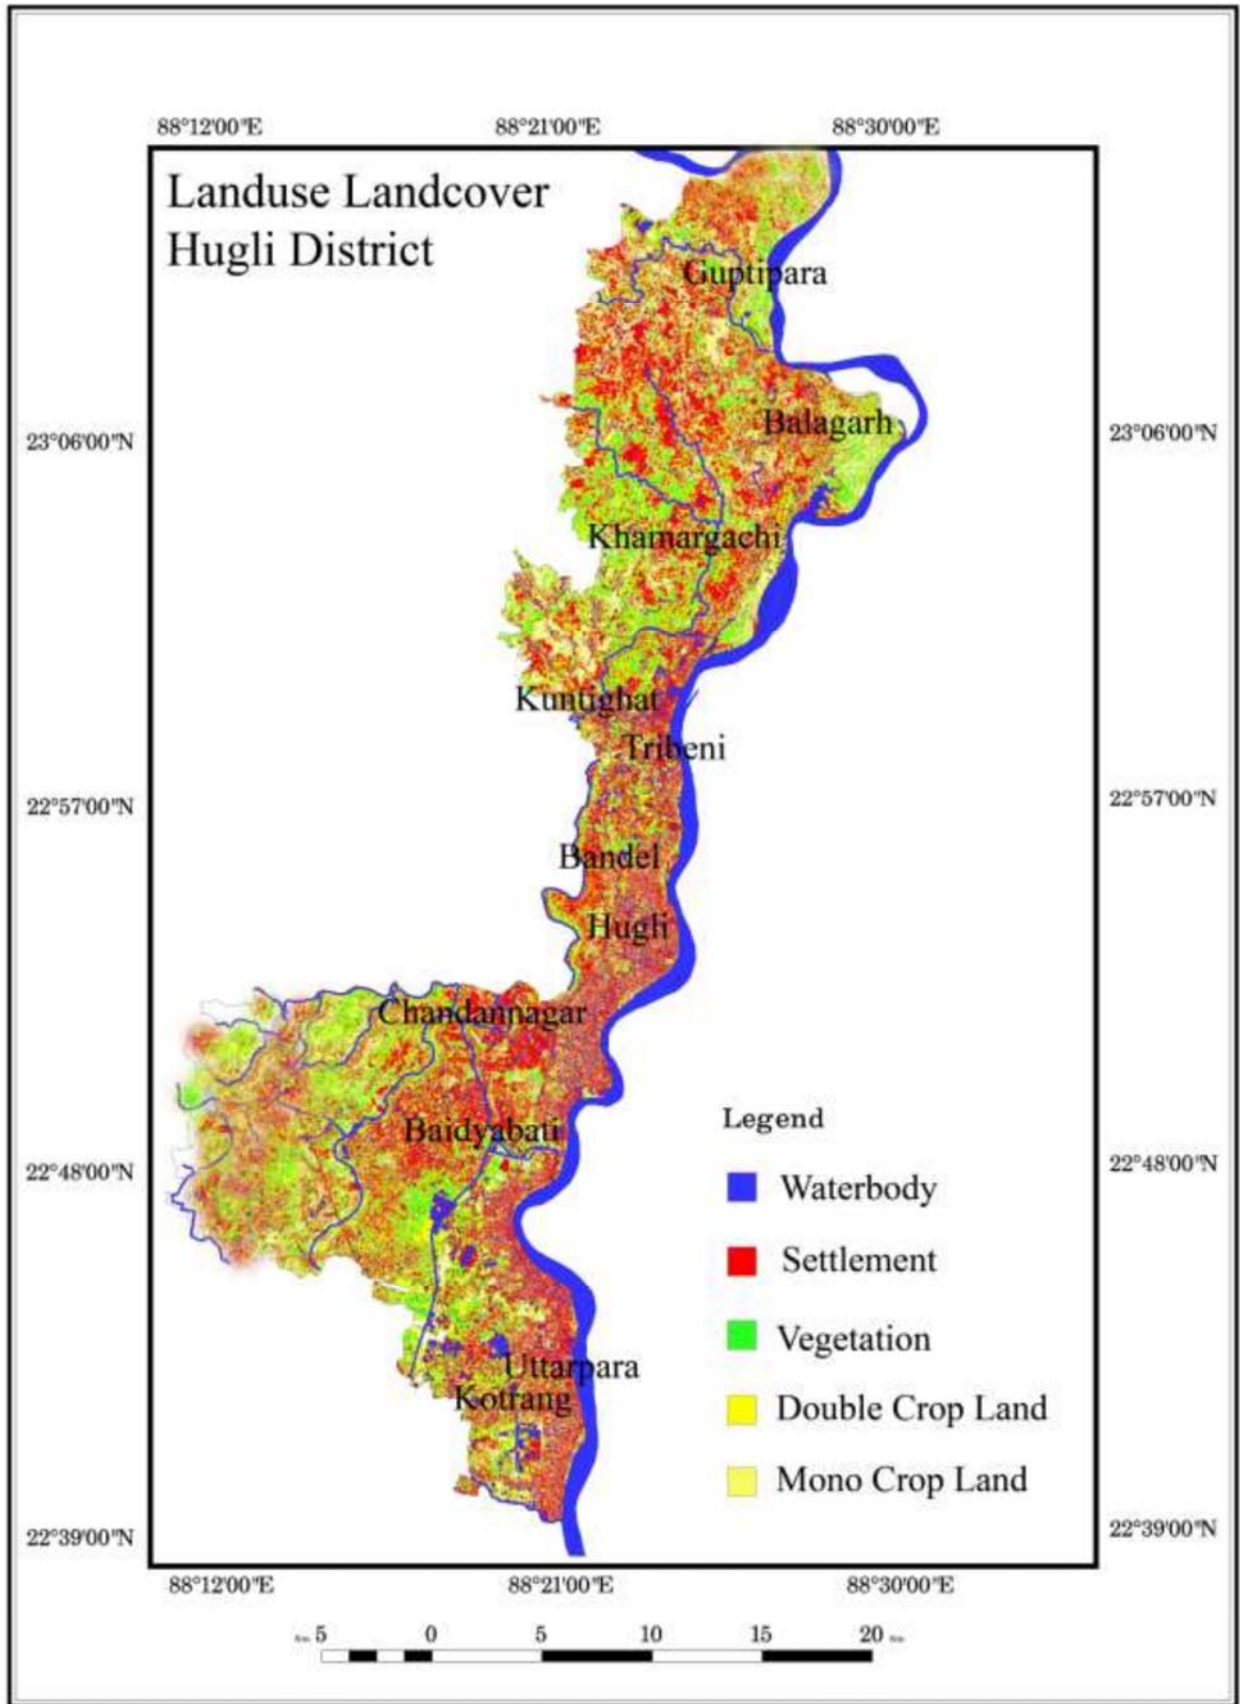 88°12'00"E 88°21'00"E 88°30'00"E
Landuse Landcover
Hugli District
Guptipara
Balagarh
23°06'00"N 23°06'00"N
Khamargachi
Kuntighat
Tribeni
22°57'00"N 22°57'00"N
Bandel
Hugli
Chandannagar
Legend
Baidyabati
22°48'00"N 22°48'00"N
Waterbody
Settlement
Vegetation
Uttarpara
Kotrang
Double Crop Land
Mono Crop Land
22°39'00"N 22°39'00"N
88°12'00"E 88°21'00"E 88°30'00"E
5 0 5 10 15 20